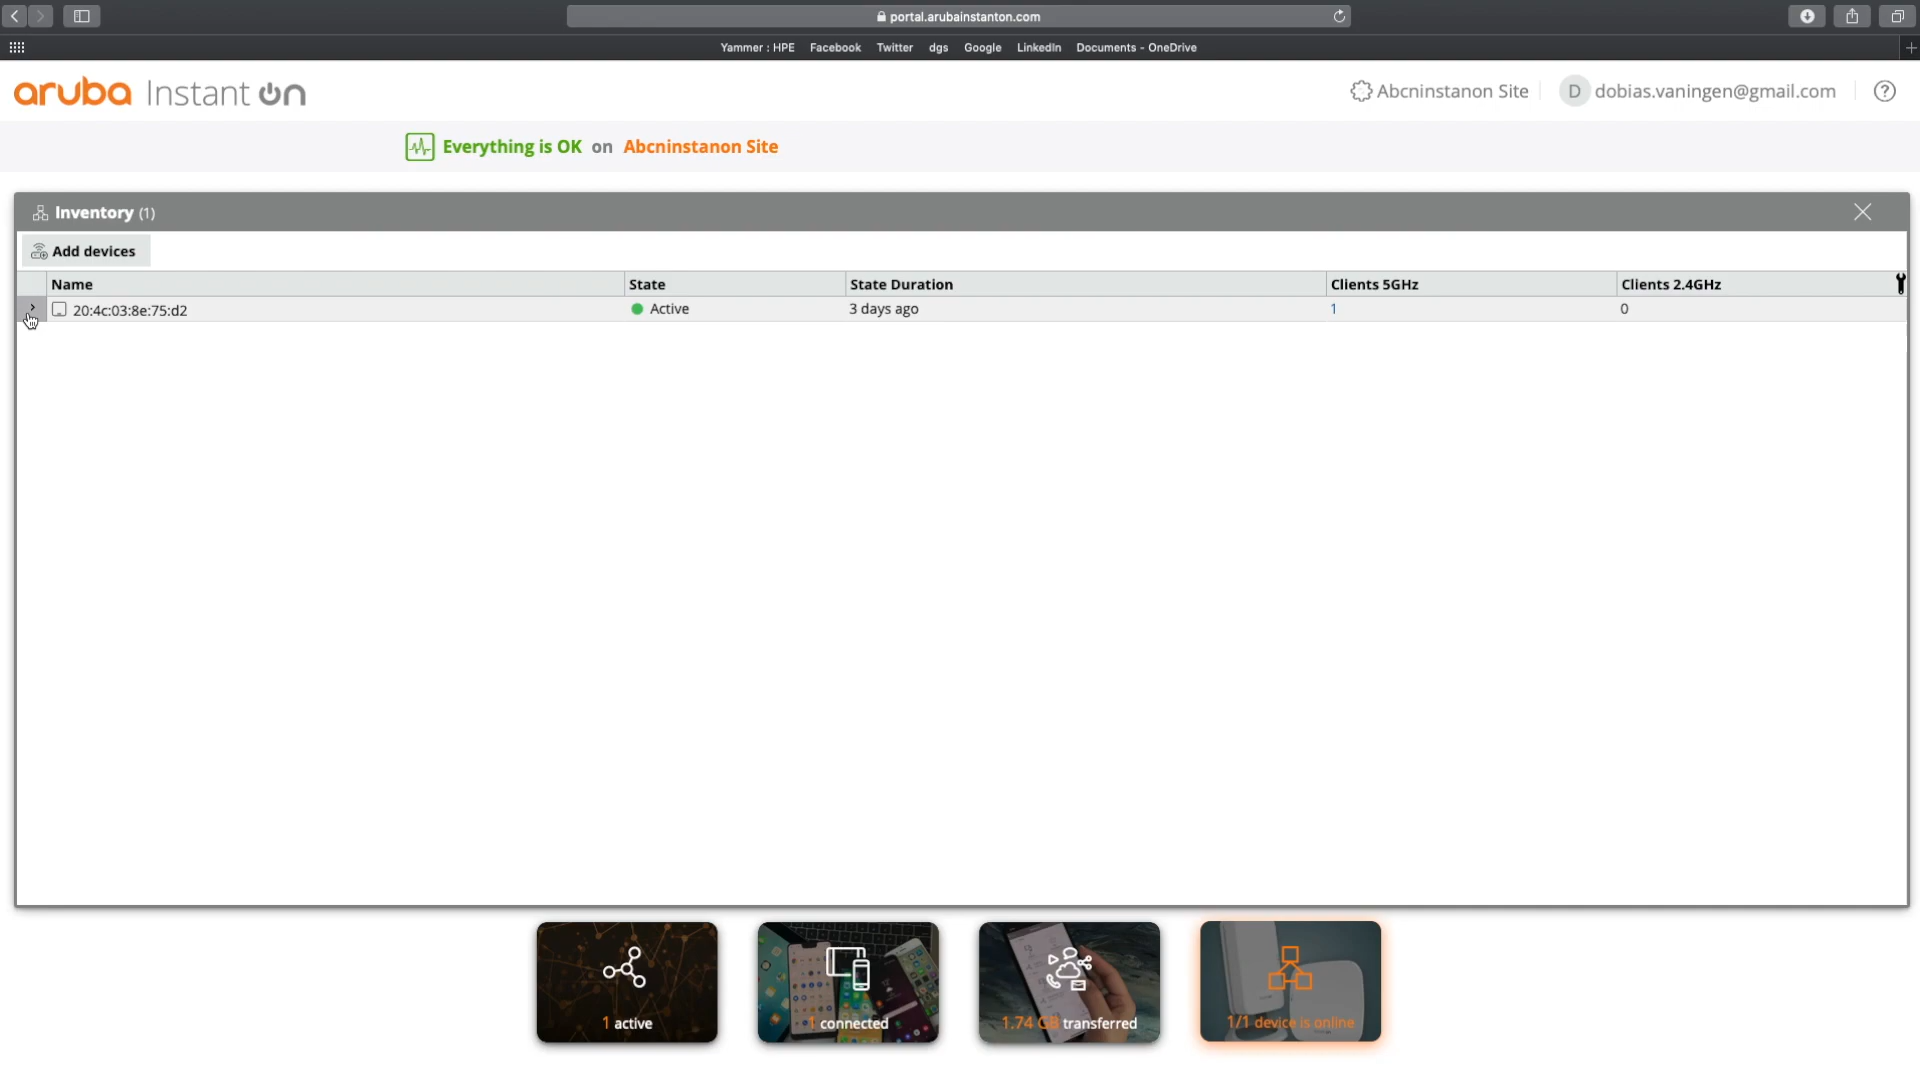 portal.arubainstanton.com
Yammer : HPE Facebook Twitter dgs Google LinkedIn Documents - OneDrive
aruba Instant On Abcninstanon Site D dobias.vaningen@gmail.com ?
Everything is OK on Abcninstanon Site
Inventory (1)
Add devices
Name State State Duration Clients 5GHz Clients 2.4GHz
20:4c:03:8e:75:d2 Active 3 days ago 1 0
1 active 1 connected 1.74 GB transferred 1/1 device is online